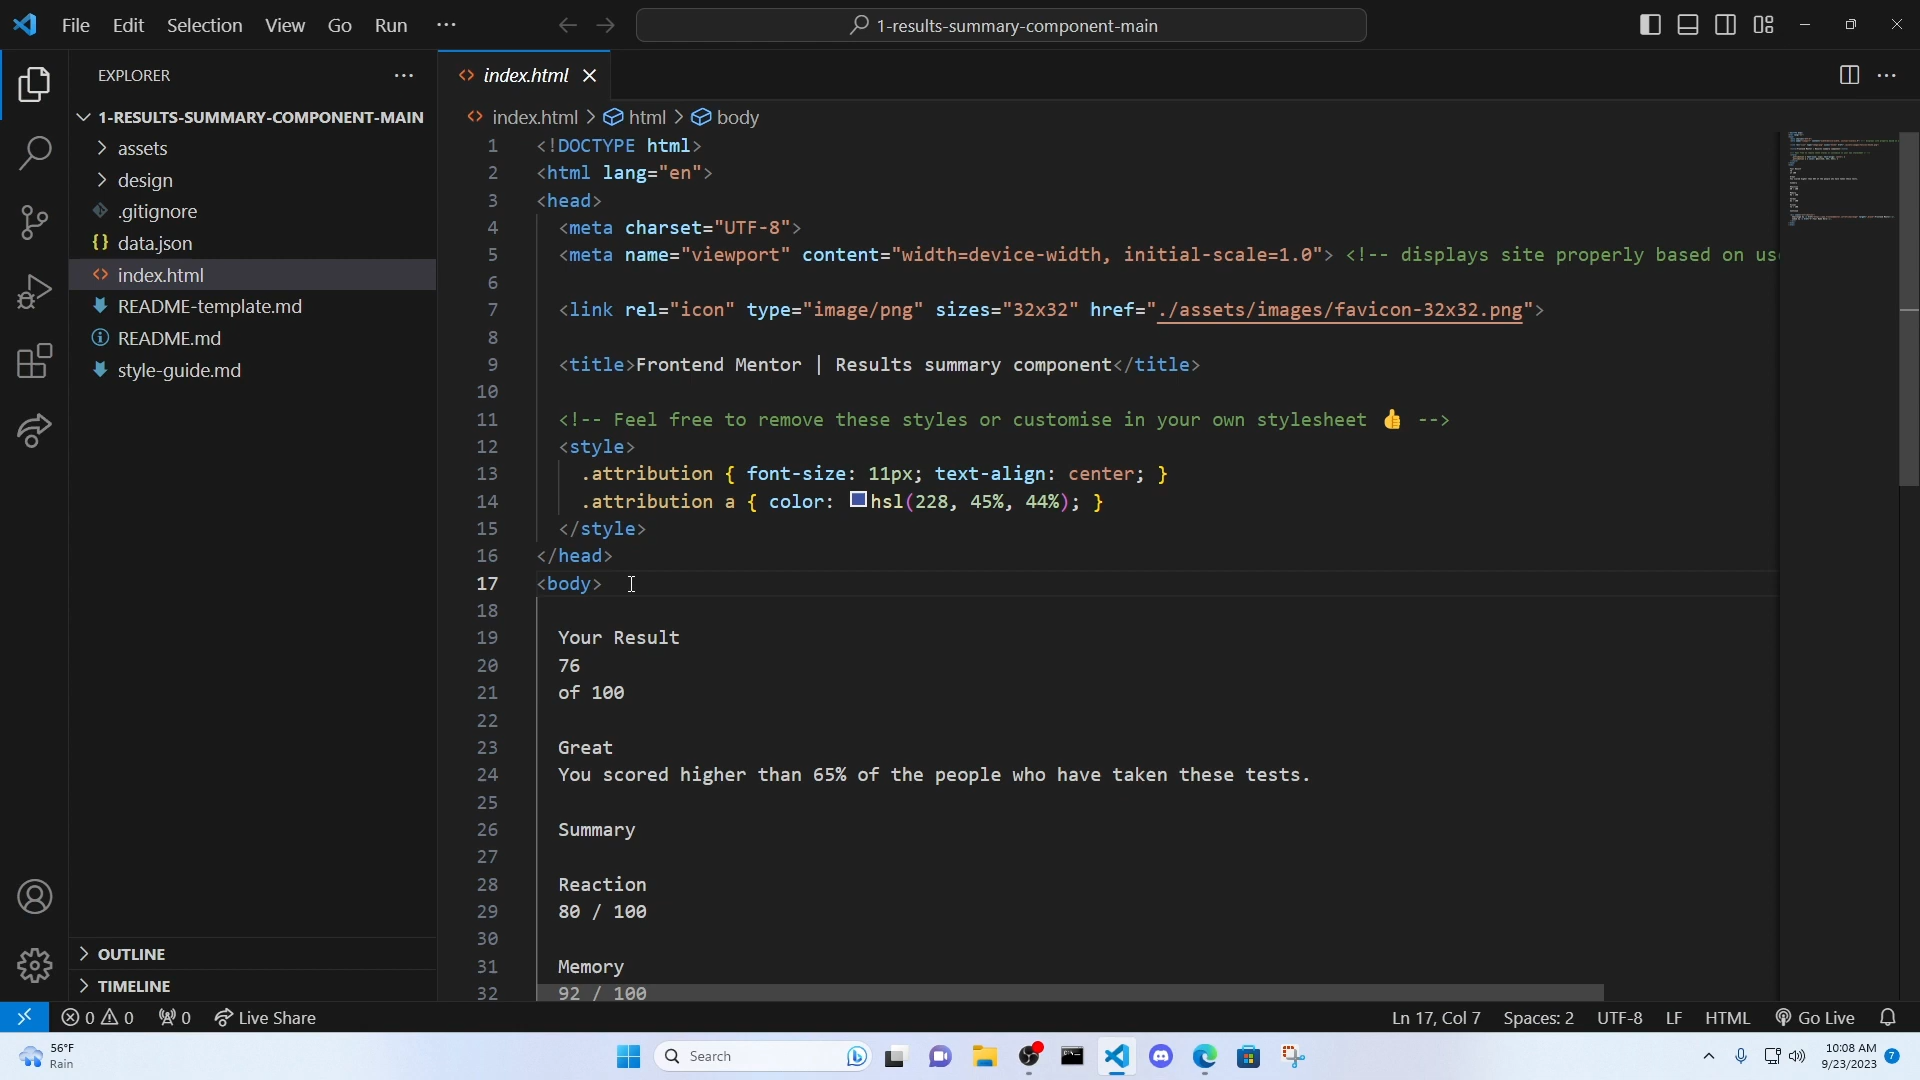 File Edit Selection View Go Run ···
1-results-summary-component-main
EXPLORER
1-RESULTS-SUMMARY-COMPONENT-MAIN
assets
design
.gitignore
{} data.json
<> index.html
README-template.md
README.md
style-guide.md
OUTLINE
TIMELINE
<> index.html
<> index.html > html > body
1 <!DOCTYPE html>
2 <html lang="en">
3 <head>
4 <meta charset="UTF-8">
5 <meta name="viewport" content="width=device-width, initial-scale=1.0"> <!-- displays site properly based on us
6
7 <link rel="icon" type="image/png" sizes="32x32" href="./assets/images/favicon-32x32.png">
8
9 <title>Frontend Mentor | Results summary component</title>
10
11 <!-- Feel free to remove these styles or customise in your own stylesheet 👍 -->
12 <style>
13 .attribution { font-size: 11px; text-align: center; }
14 .attribution a { color: hsl(228, 45%, 44%); }
15 </style>
16 </head>
17 <body>
18
19 Your Result
20 76
21 of 100
22
23 Great
24 You scored higher than 65% of the people who have taken these tests.
25
26 Summary
27
28 Reaction
29 80 / 100
30
31 Memory
32 92 / 100
0 0 0 Live Share
Ln 17, Col 7 Spaces: 2 UTF-8 LF HTML Go Live
56°F
Rain
Search
10:08 AM
9/23/2023
7